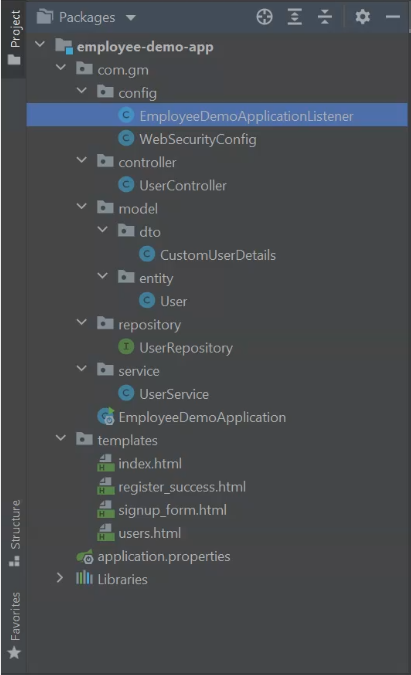 Project
Packages
employee-demo-app
com.gm
config
C EmployeeDemoApplicationListener
C WebSecurityConfig
controller
C UserController
model
dto
C CustomUserDetails
entity
C User
repository
I UserRepository
service
C UserService
EmployeeDemoApplication
templates
H index.html
H register_success.html
H signup_form.html
H users.html
application.properties
Libraries
Structure
Favorites